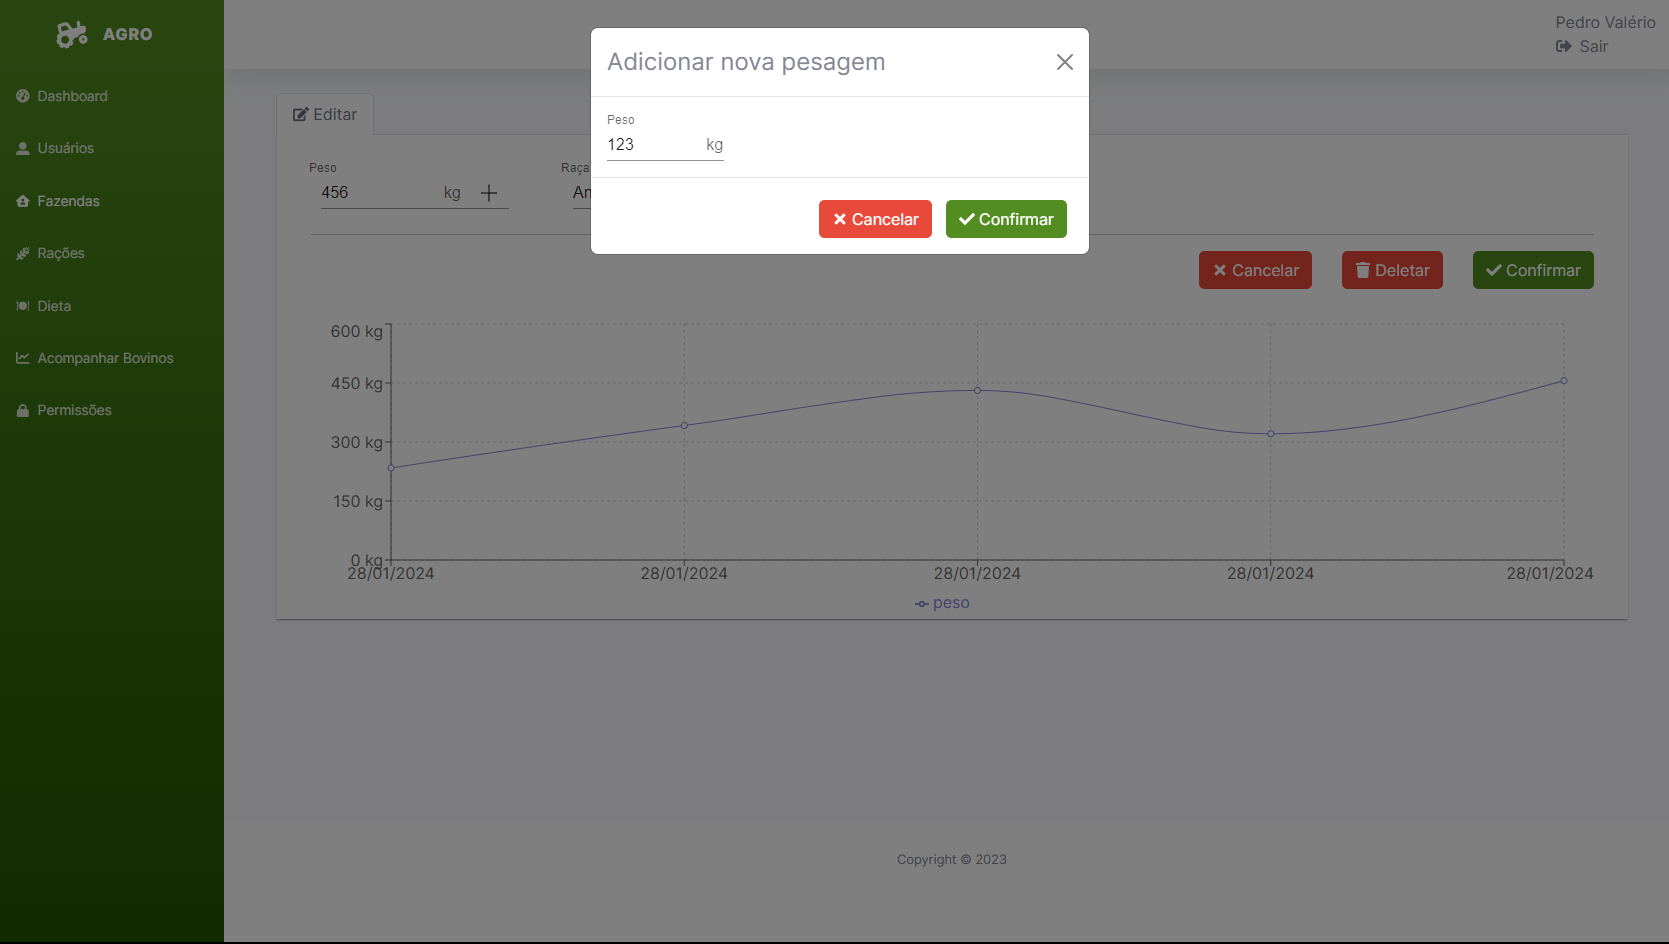 AGRO
Dashboard
Usuários
Fazendas
Rações
Dieta
Acompanhar Bovinos
Permissões
Pedro Valério
Sair
Adicionar nova pesagem
Peso
123 kg
Cancelar
Confirmar
Editar
Peso
456 kg
Raça
An
Cancelar
Deletar
Confirmar
600 kg
450 kg
300 kg
150 kg
0 kg
28/01/2024
28/01/2024
28/01/2024
28/01/2024
28/01/2024
peso
Copyright © 2023